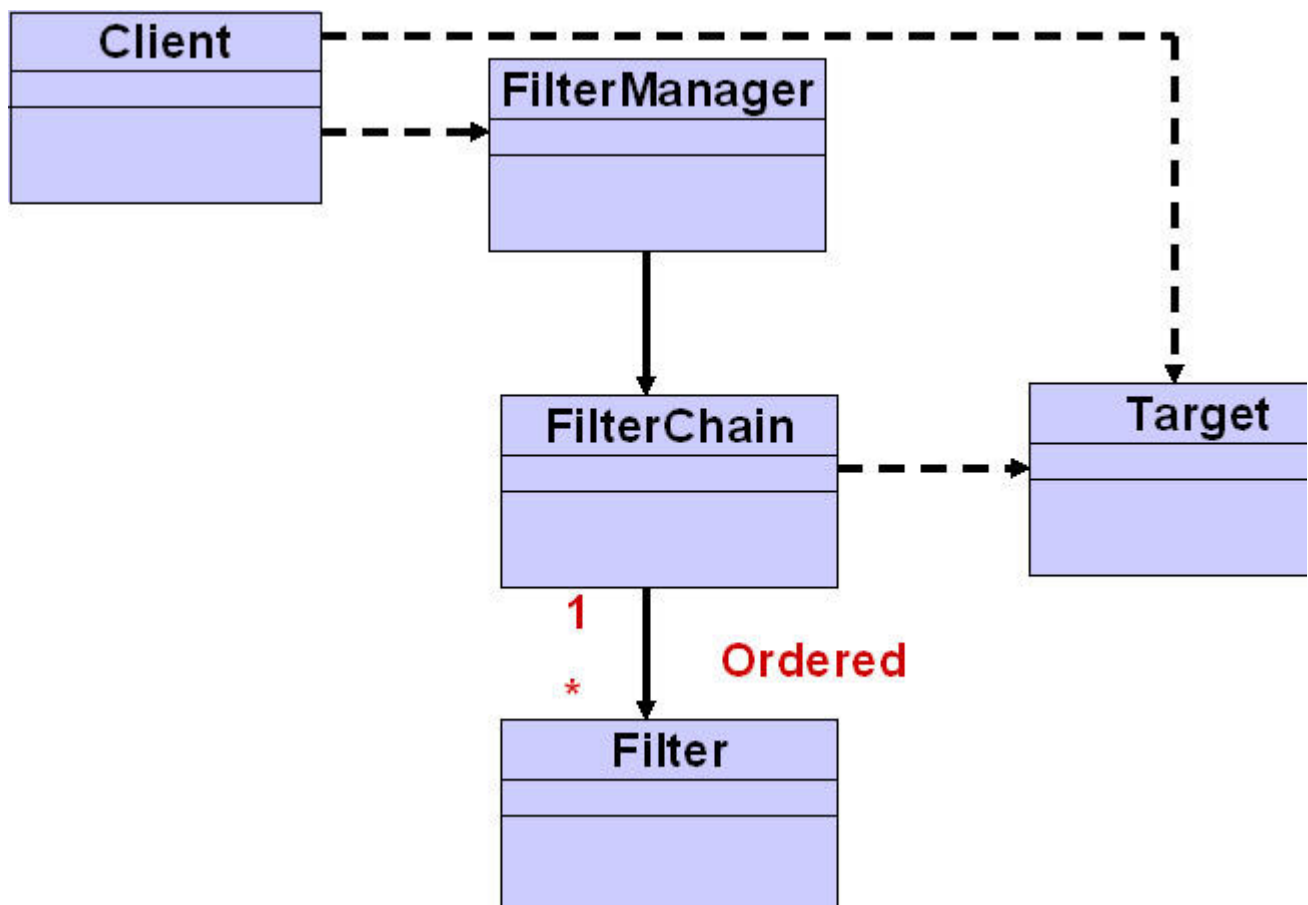 Client
FilterManager
FilterChain
Target
1
Ordered
*
Filter